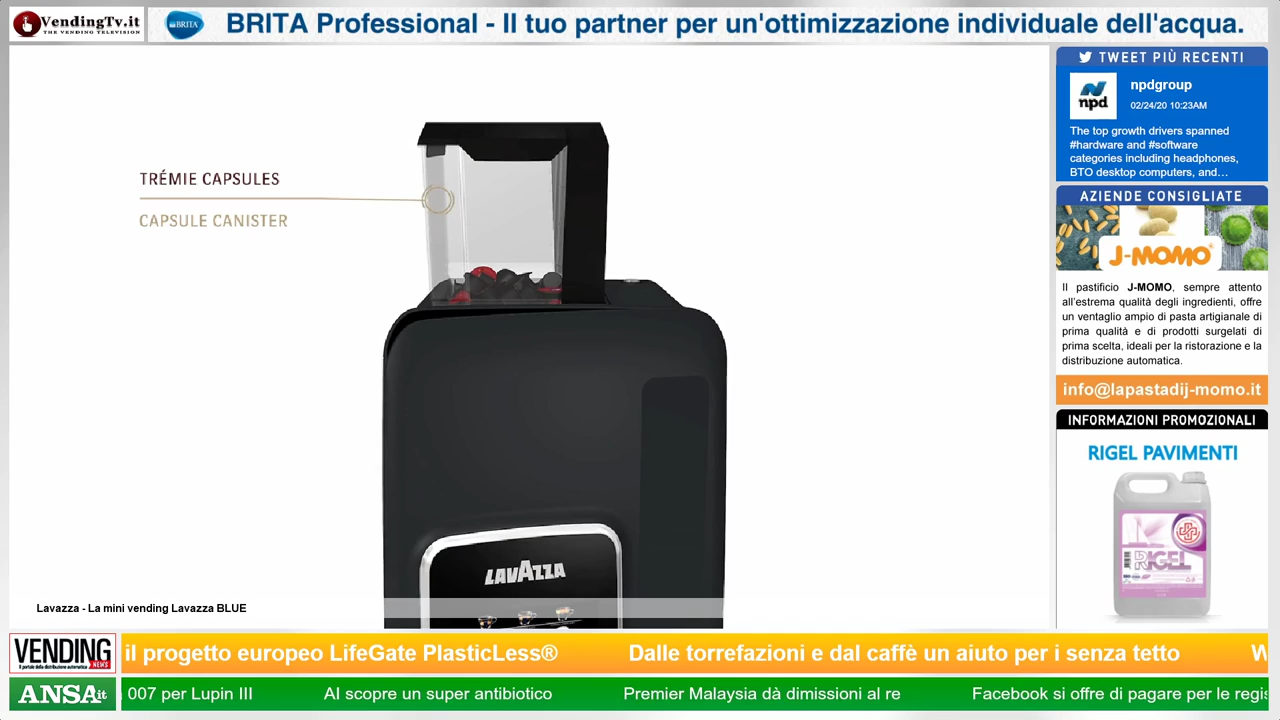 VendingTv.it
THE VENDING TELEVISION
BRITA
BRITA Professional - Il tuo partner per un'ottimizzazione individuale dell'acqua.
TRÉMIE CAPSULES
CAPSULE CANISTER
LAVAZZA
Lavazza - La mini vending Lavazza BLUE
TWEET PIÙ RECENTI
npd
npdgroup
02/24/20 10:23AM
The top growth drivers spanned
#hardware and #software
categories including headphones,
BTO desktop computers, and…
AZIENDE CONSIGLIATE
J-MOMO®
Il pastificio J-MOMO, sempre attento
all'estrema qualità degli ingredienti, offre
un ventaglio ampio di pasta artigianale di
prima qualità e di prodotti surgelati di
prima scelta, ideali per la ristorazione e la
distribuzione automatica.
info@lapastadij-momo.it
INFORMAZIONI PROMOZIONALI
RIGEL PAVIMENTI
RIGEL
VENDING NEWS
Il portale della distribuzione automatica
il progetto europeo LifeGate PlasticLess® Dalle torrefazioni e dal caffè un aiuto per i senza tetto W
ANSA.it
007 per Lupin III AI scopre un super antibiotico Premier Malaysia dà dimissioni al re Facebook si offre di pagare per le regis